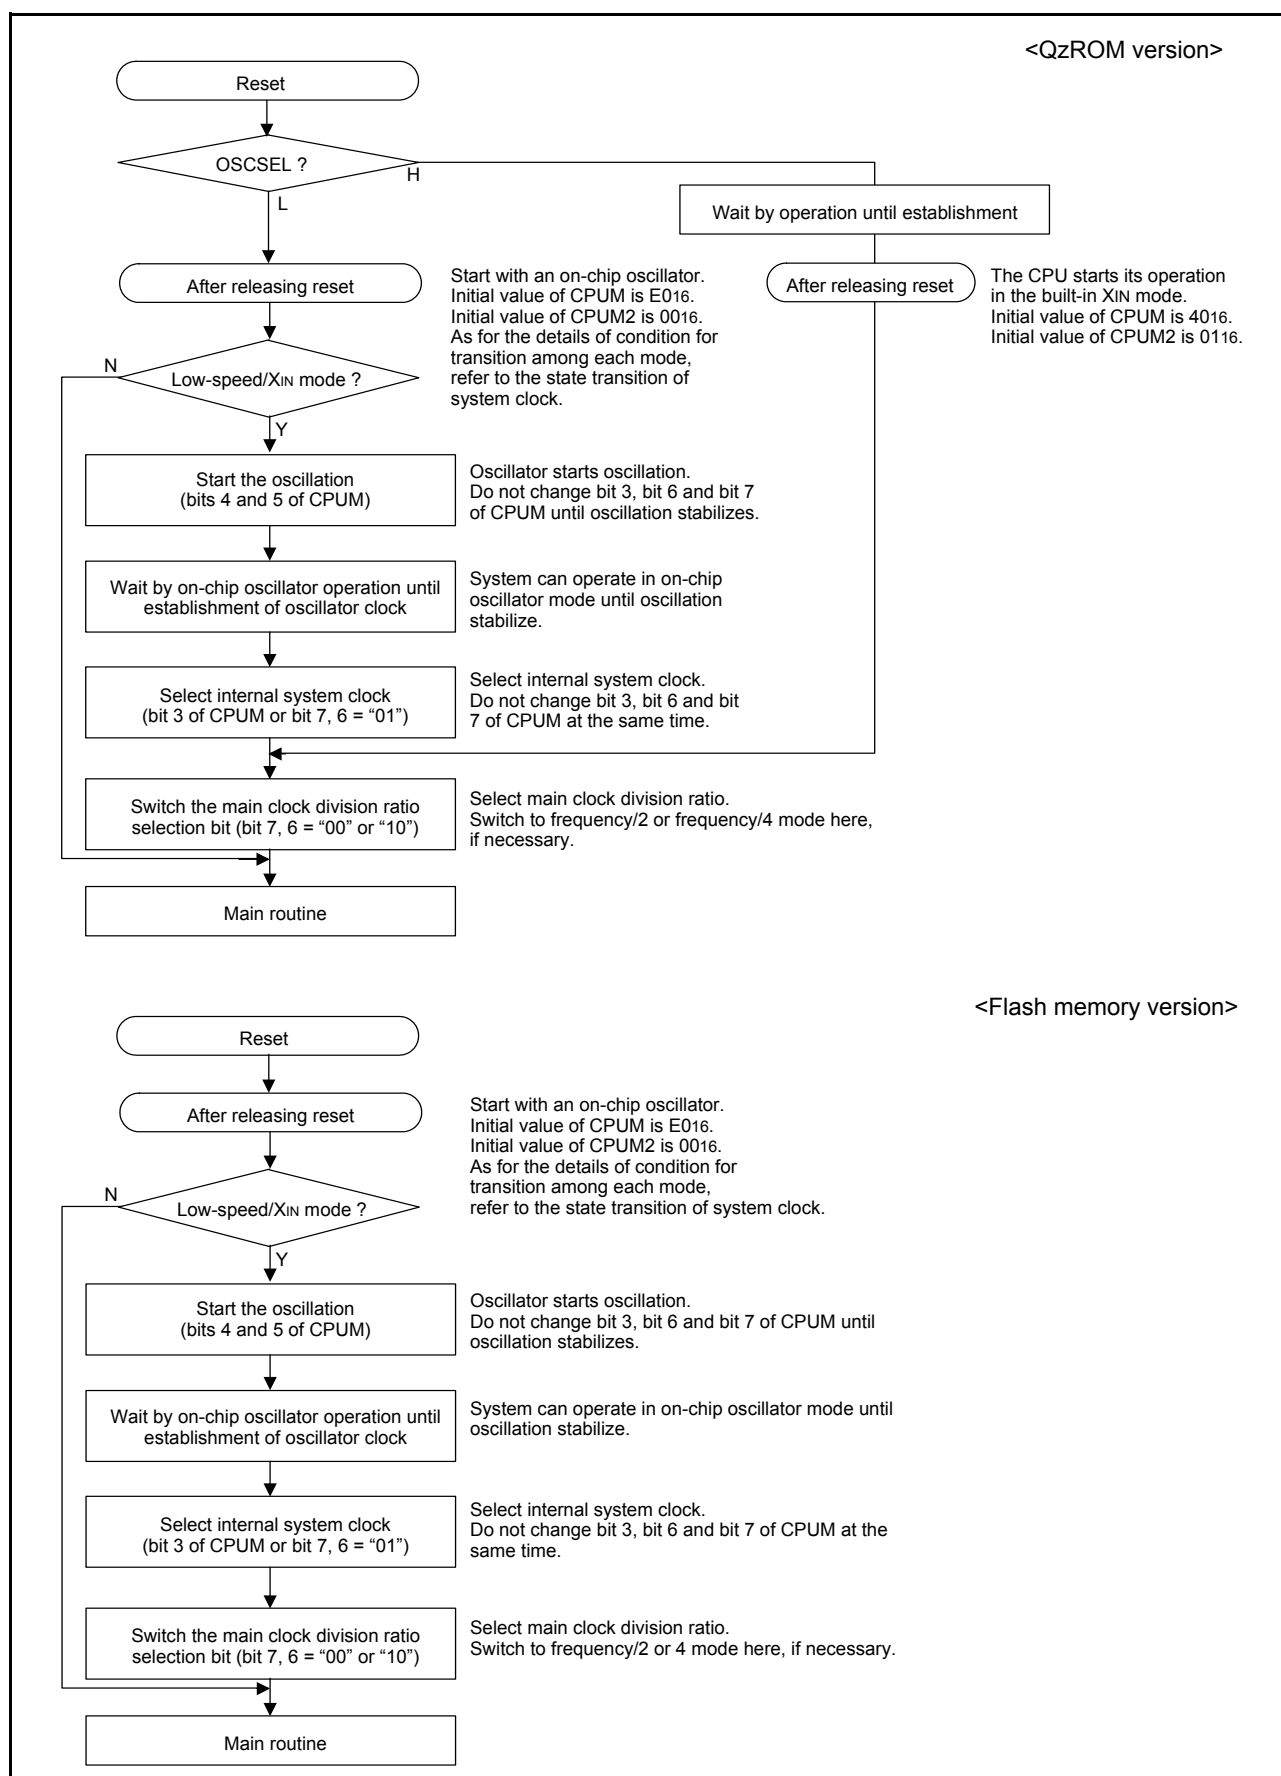 <QzROM version>
Reset
OSCSEL ?
H
L
Wait by operation until establishment
After releasing reset
Start with an on-chip oscillator.
Initial value of CPUM is E016.
Initial value of CPUM2 is 0016.
As for the details of condition for
transition among each mode,
refer to the state transition of
system clock.
After releasing reset
The CPU starts its operation
in the built-in XIN mode.
Initial value of CPUM is 4016.
Initial value of CPUM2 is 0116.
N
Low-speed/XIN mode ?
Y
Start the oscillation
(bits 4 and 5 of CPUM)
Oscillator starts oscillation.
Do not change bit 3, bit 6 and bit 7
of CPUM until oscillation stabilizes.
Wait by on-chip oscillator operation until
establishment of oscillator clock
System can operate in on-chip
oscillator mode until oscillation
stabilize.
Select internal system clock
(bit 3 of CPUM or bit 7, 6 = “01”)
Select internal system clock.
Do not change bit 3, bit 6 and bit
7 of CPUM at the same time.
Switch the main clock division ratio
selection bit (bit 7, 6 = “00” or “10”)
Select main clock division ratio.
Switch to frequency/2 or frequency/4 mode here,
if necessary.
Main routine
<Flash memory version>
Reset
After releasing reset
Start with an on-chip oscillator.
Initial value of CPUM is E016.
Initial value of CPUM2 is 0016.
As for the details of condition for
transition among each mode,
refer to the state transition of system clock.
N
Low-speed/XIN mode ?
Y
Start the oscillation
(bits 4 and 5 of CPUM)
Oscillator starts oscillation.
Do not change bit 3, bit 6 and bit 7 of CPUM until
oscillation stabilizes.
Wait by on-chip oscillator operation until
establishment of oscillator clock
System can operate in on-chip oscillator mode until
oscillation stabilize.
Select internal system clock
(bit 3 of CPUM or bit 7, 6 = “01”)
Select internal system clock.
Do not change bit 3, bit 6 and bit 7 of CPUM at the
same time.
Switch the main clock division ratio
selection bit (bit 7, 6 = “00” or “10”)
Select main clock division ratio.
Switch to frequency/2 or 4 mode here, if necessary.
Main routine